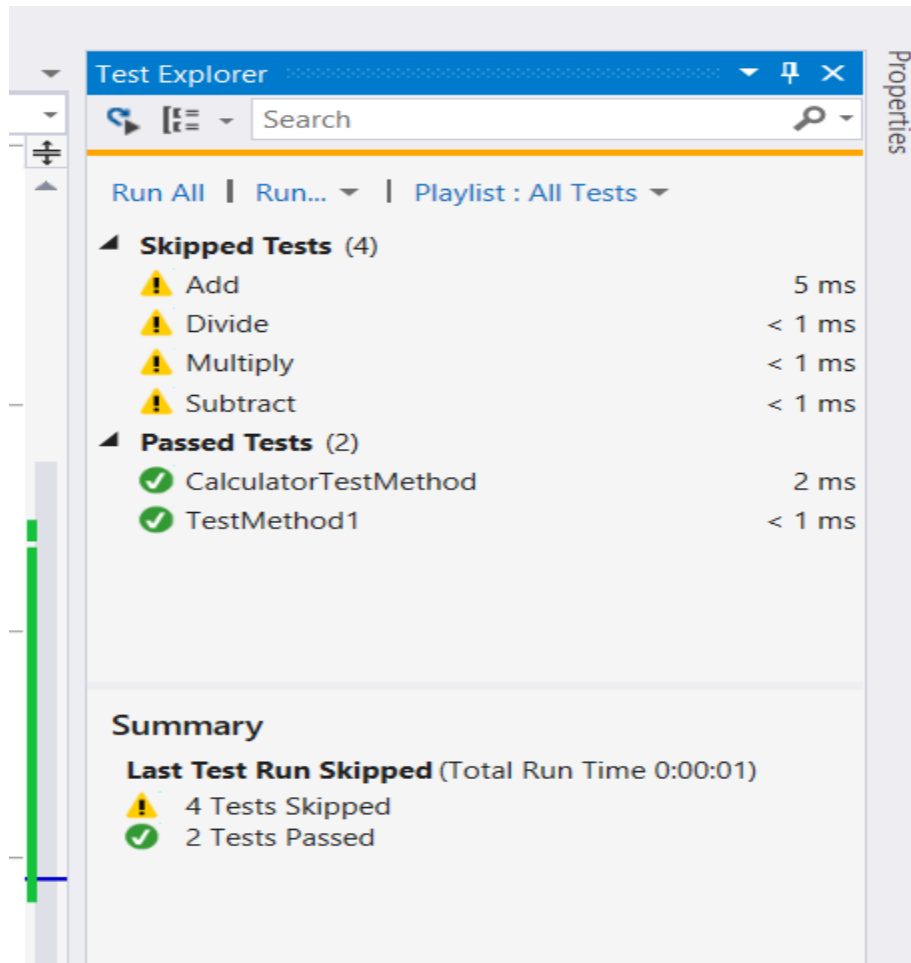 Test Explorer
Search
Run All | Run... | Playlist : All Tests
Skipped Tests (4)
Add 5 ms
Divide < 1 ms
Multiply < 1 ms
Subtract < 1 ms
Passed Tests (2)
CalculatorTestMethod 2 ms
TestMethod1 < 1 ms
Summary
Last Test Run Skipped (Total Run Time 0:00:01)
4 Tests Skipped
2 Tests Passed
Properties